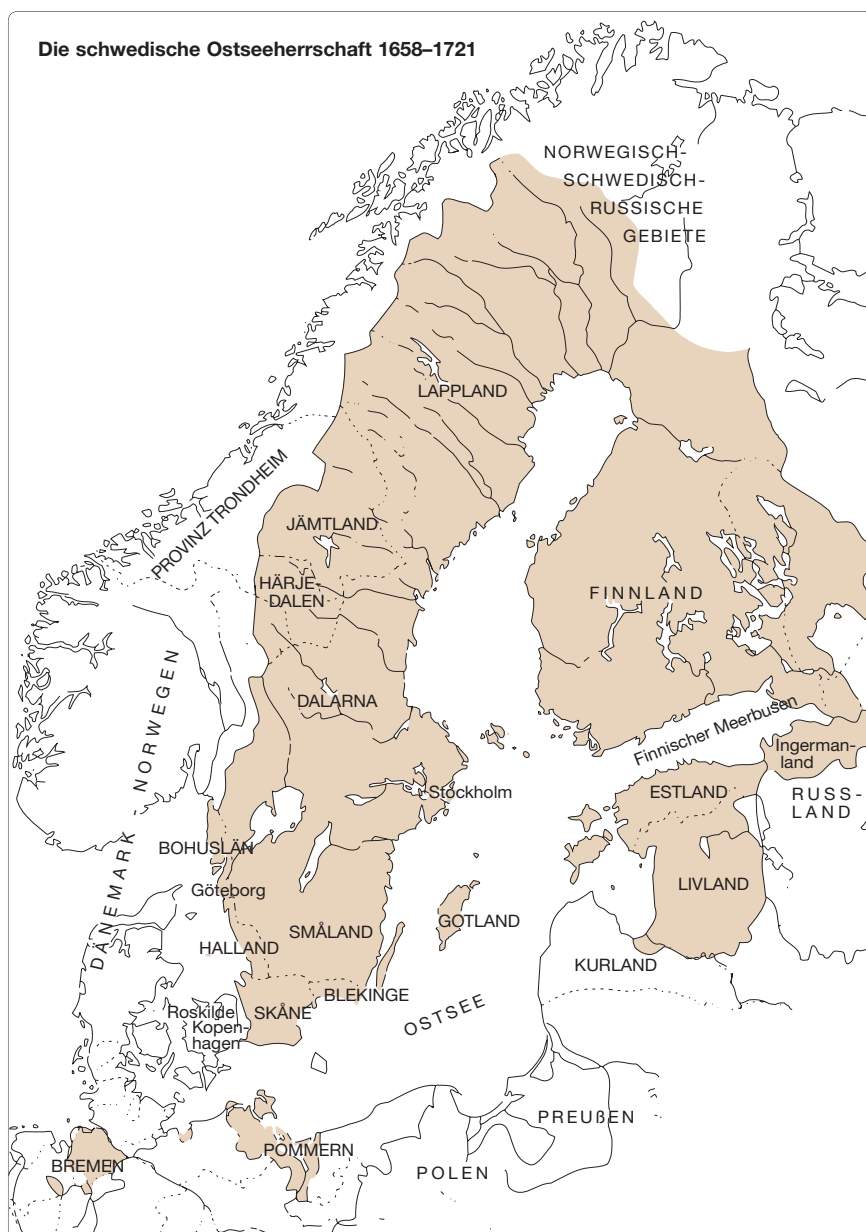 Die schwedische Ostseeherrschaft 1658–1721
NORWEGISCH-
SCHWEDISCH-
RUSSISCHE
GEBIETE
LAPPLAND
PROVINZ TRONDHEIM
JÄMTLAND
HÄRJE-
DALEN
FINNLAND
DALARNA
DÄNEMARK - NORWEGEN
Finnischer Meerbusen
Ingerman-
land
Stockholm
ESTLAND
RUSS-
LAND
BOHUSLÄN
Göteborg
LIVLAND
GOTLAND
SMÅLAND
HALLAND
KURLAND
BLEKINGE
OSTSEE
Roskilde
Kopen-
hagen
SKÅNE
PREUßEN
POMMERN
BREMEN
POLEN